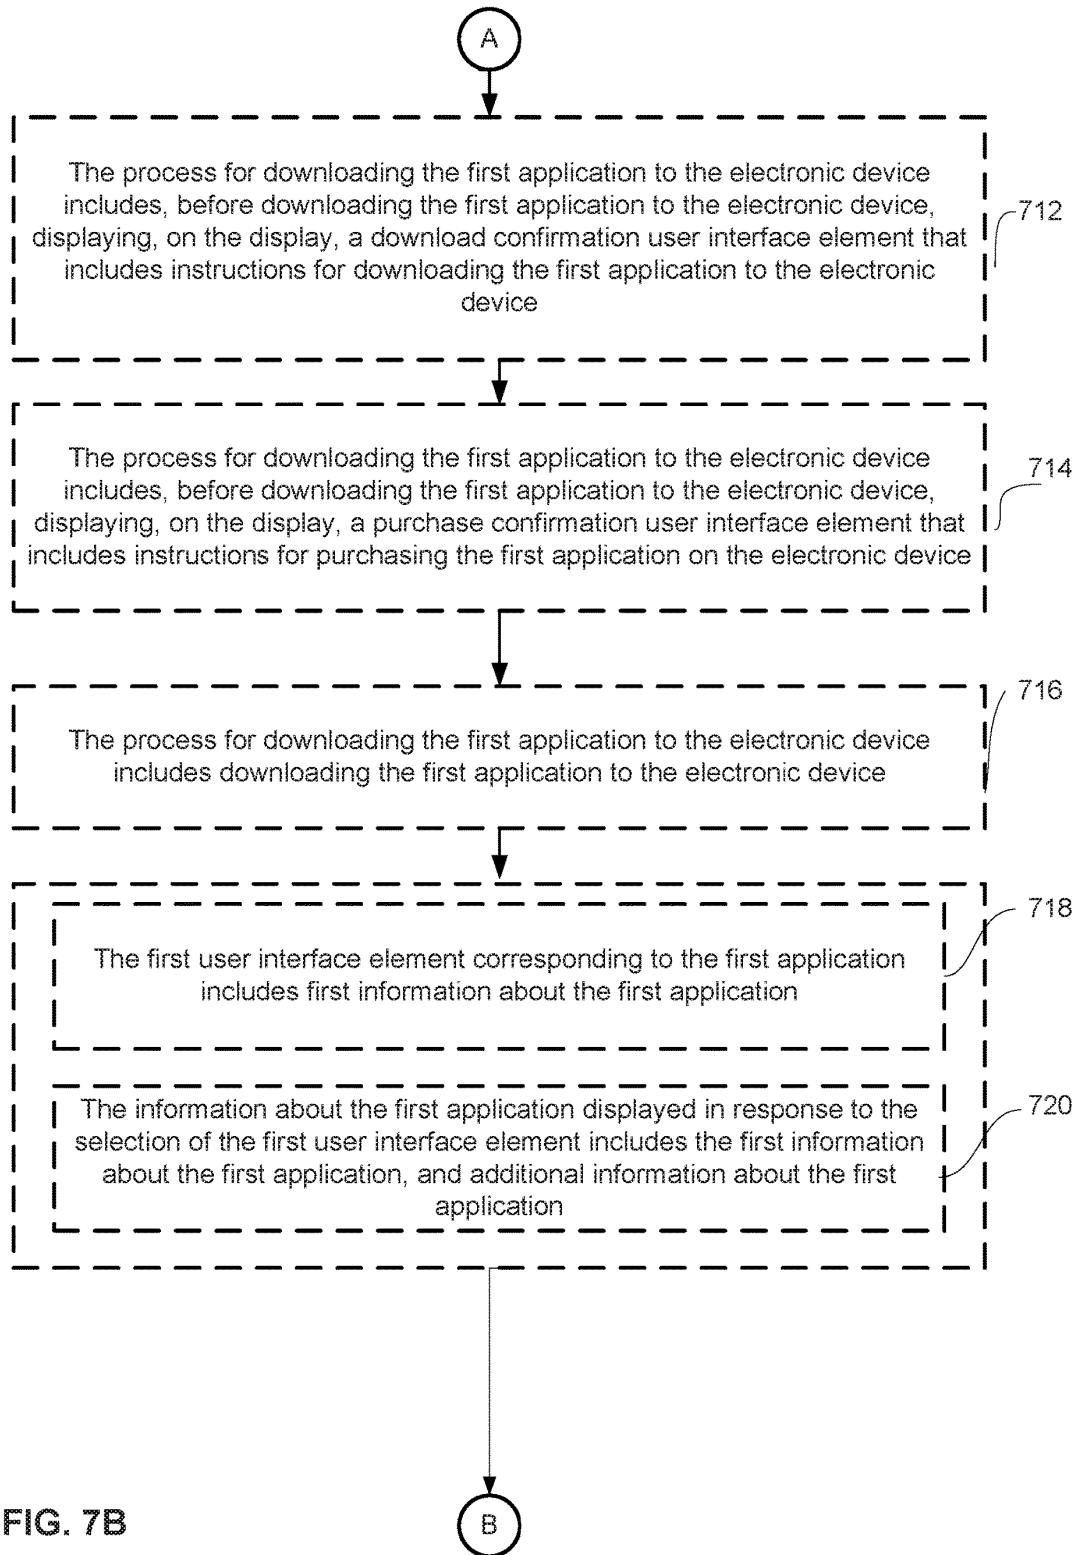 A
The process for downloading the first application to the electronic device
includes, before downloading the first application to the electronic device,
displaying, on the display, a download confirmation user interface element that
includes instructions for downloading the first application to the electronic
device
712
The process for downloading the first application to the electronic device
includes, before downloading the first application to the electronic device,
displaying, on the display, a purchase confirmation user interface element that
includes instructions for purchasing the first application on the electronic device
714
The process for downloading the first application to the electronic device
includes downloading the first application to the electronic device
716
The first user interface element corresponding to the first application
includes first information about the first application
718
The information about the first application displayed in response to the
selection of the first user interface element includes the first information
about the first application, and additional information about the first
application
720
FIG. 7B
B